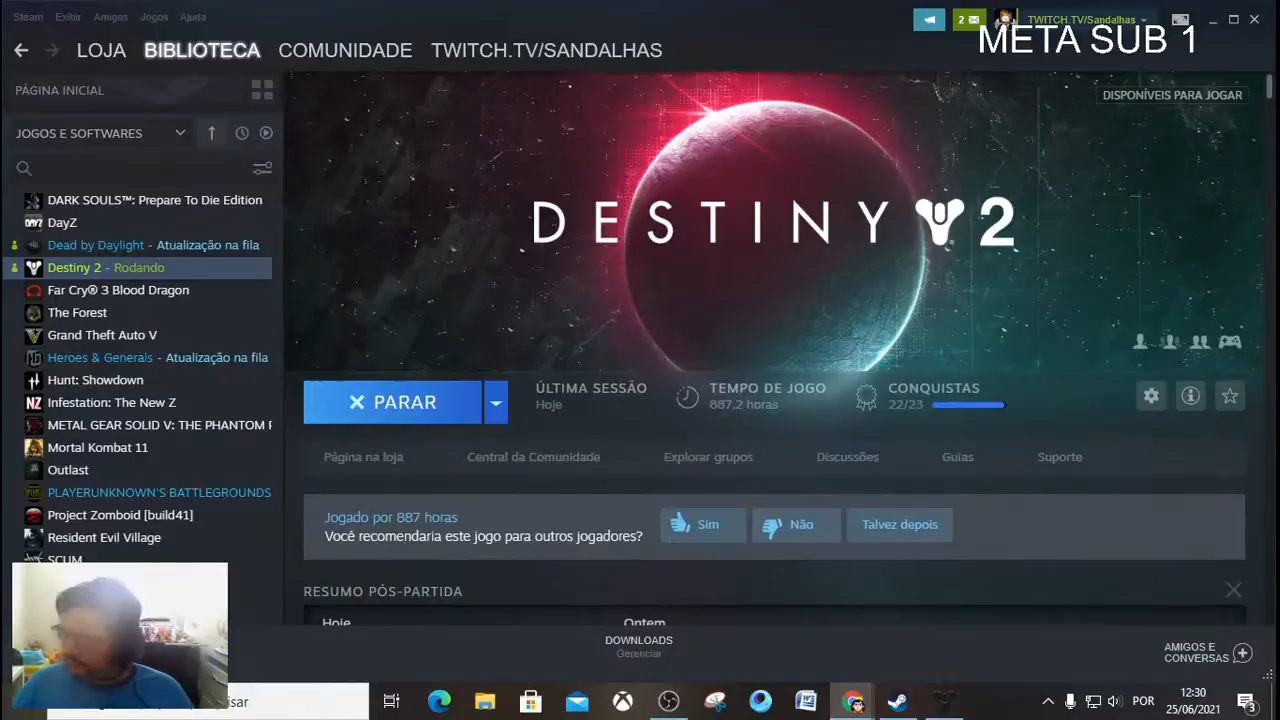 Steam Exibir Amigos Jogos Ajuda
2
TWITCH.TV/Sandalhas
META SUB 1
LOJA BIBLIOTECA COMUNIDADE TWITCH.TV/SANDALHAS
PÁGINA INICIAL
DISPONÍVEIS PARA JOGAR
JOGOS E SOFTWARES
DARK SOULS™: Prepare To Die Edition
DayZ
Dead by Daylight - Atualização na fila
Destiny 2 - Rodando
Far Cry® 3 Blood Dragon
The Forest
Grand Theft Auto V
Heroes & Generals - Atualização na fila
Hunt: Showdown
Infestation: The New Z
METAL GEAR SOLID V: THE PHANTOM P
Mortal Kombat 11
Outlast
PLAYERUNKNOWN'S BATTLEGROUNDS
Project Zomboid [build41]
Resident Evil Village
SCUM
DESTINY 2
PARAR
ÚLTIMA SESSÃO
Hoje
TEMPO DE JOGO
887,2 horas
CONQUISTAS
22/23
Página na loja Central da Comunidade Explorar grupos Discussões Guias Suporte
Jogado por 887 horas
Você recomendaria este jogo para outros jogadores?
Sim Não Talvez depois
RESUMO PÓS-PARTIDA
Hoje Ontem
DOWNLOADS
Gerenciar
AMIGOS E
CONVERSAS
isar
POR
12:30
25/06/2021
3